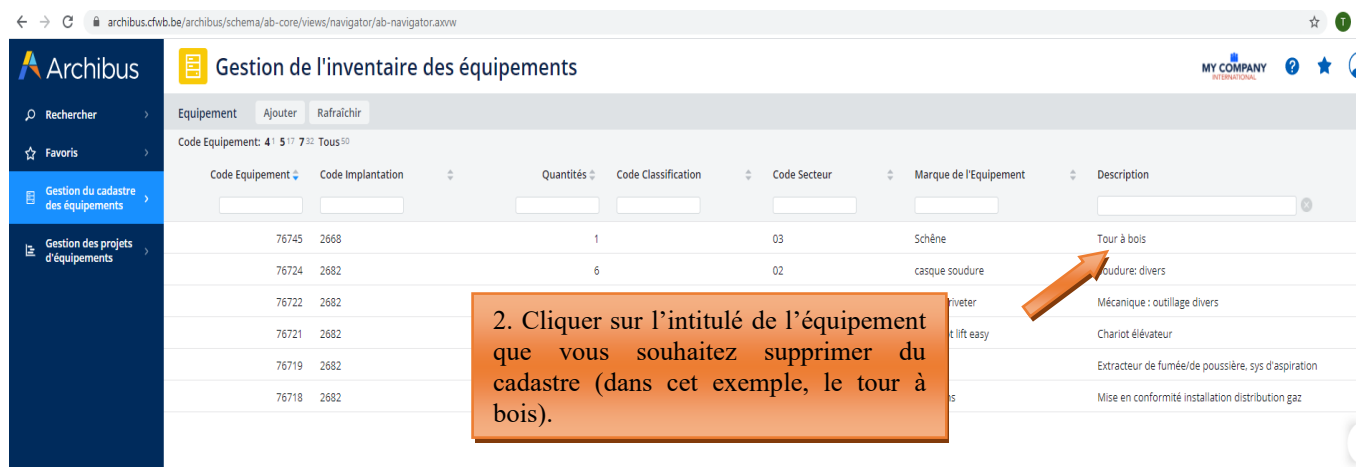 archibus.cfwb.be/archibus/schema/ab-core/views/navigator/ab-navigator.axvw
T
Archibus
Gestion de l'inventaire des équipements
MY COMPANY
INTERNATIONAL
Rechercher
Favoris
Gestion du cadastre
des équipements
Gestion des projets
d'équipements
Equipement Ajouter Rafraîchir
Code Equipement: 4 1 5 17 7 32 Tous 50
Code Equipement Code Implantation Quantités Code Classification Code Secteur Marque de l'Equipement Description
76745 2668 1 03 Schêne Tour à bois
76724 2682 6 02 casque soudure oudure: divers
76722 2682 riveter Mécanique : outillage divers
76721 2682 t lift easy Chariot élévateur
76719 2682 Extracteur de fumée/de poussière, sys d'aspiration
76718 2682 Mise en conformité installation distribution gaz
2. Cliquer sur l’intitulé de l’équipement
que vous souhaitez supprimer du
cadastre (dans cet exemple, le tour à
bois).